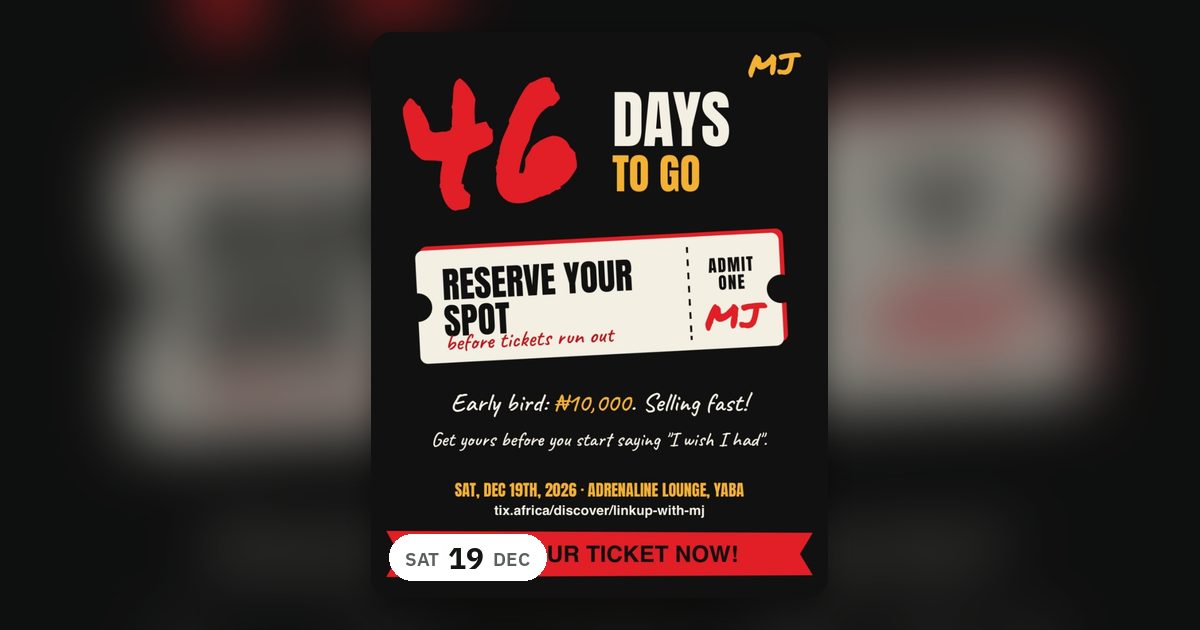 MJ
46
DAYS
TO GO
RESERVE YOUR
SPOT
before tickets run out
ADMIT
ONE
MJ
Early bird: ₦10,000. Selling fast!
Get yours before you start saying "I wish I had".
SAT, DEC 19TH, 2026 · ADRENALINE LOUNGE, YABA
tix.africa/discover/linkup-with-mj
TICKET NOW!
SAT 19 DEC